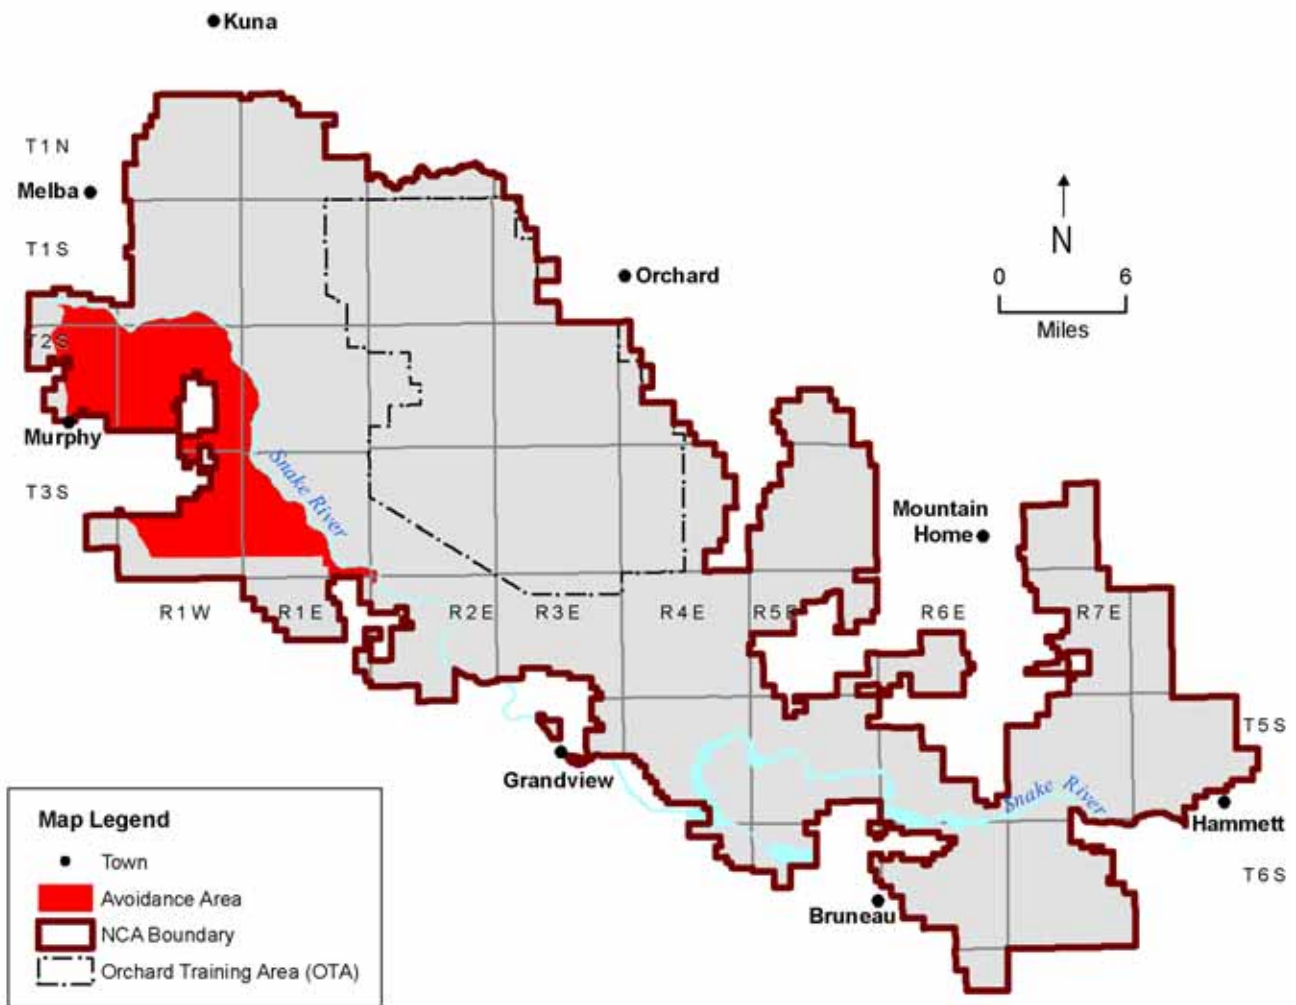 Kuna
T1N
Melba
T1S
Orchard
N
0 6
Miles
T2S
Murphy
Snake River
T3S
Mountain
Home
R1W
R1E
R2E
R3E
R4E
R5E
R6E
R7E
T5S
Grandview
Snake River
Hammett
T6S
Bruneau
Map Legend
Town
Avoidance Area
NCA Boundary
Orchard Training Area (OTA)